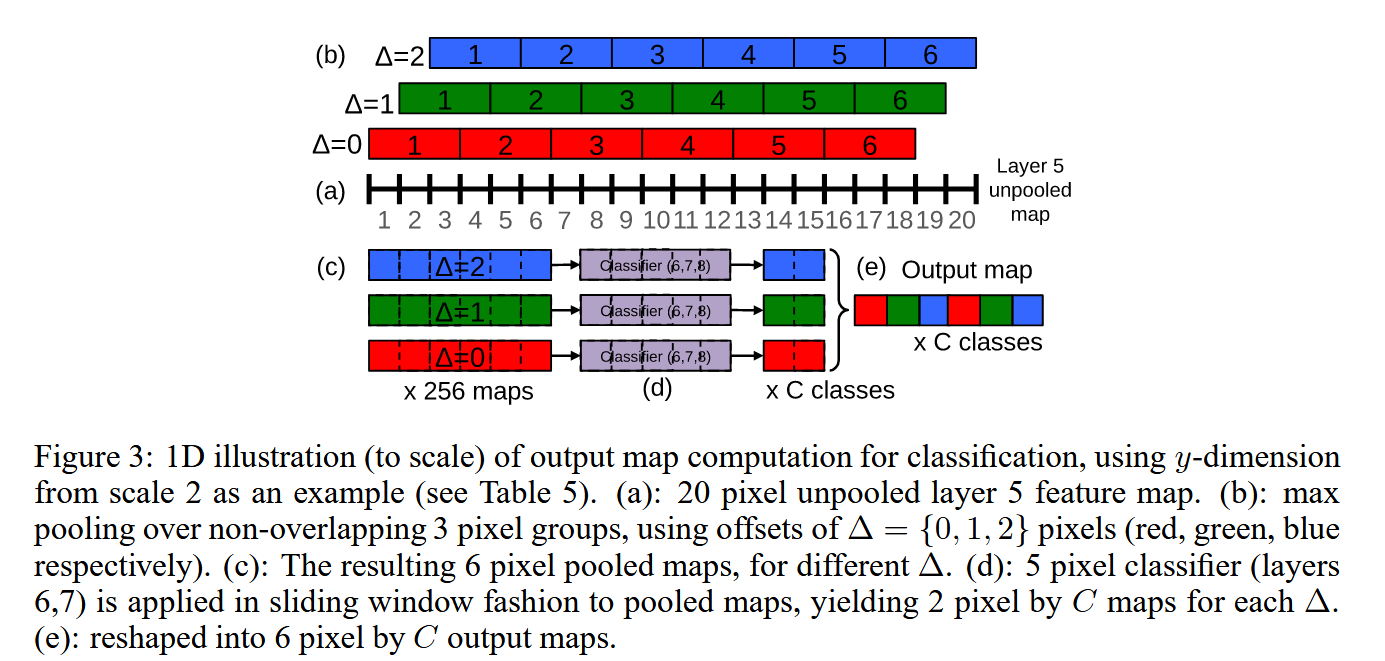 (b) Δ=2 1 2 3 4 5 6
Δ=1 1 2 3 4 5 6
Δ=0 1 2 3 4 5 6
(a)
Layer 5
unpooled
map
1 2 3 4 5 6 7 8 9 10 11 12 13 14 15 16 17 18 19 20
(c) Δ=2 Classifier (6,7,8)
Δ=1 Classifier (6,7,8)
Δ=0 Classifier (6,7,8)
x 256 maps (d) x C classes
(e) Output map
x C classes
Figure 3: 1D illustration (to scale) of output map computation for classification, using y-dimension
from scale 2 as an example (see Table 5). (a): 20 pixel unpooled layer 5 feature map. (b): max
pooling over non-overlapping 3 pixel groups, using offsets of Δ = {0, 1, 2} pixels (red, green, blue
respectively). (c): The resulting 6 pixel pooled maps, for different Δ. (d): 5 pixel classifier (layers
6,7) is applied in sliding window fashion to pooled maps, yielding 2 pixel by C maps for each Δ.
(e): reshaped into 6 pixel by C output maps.